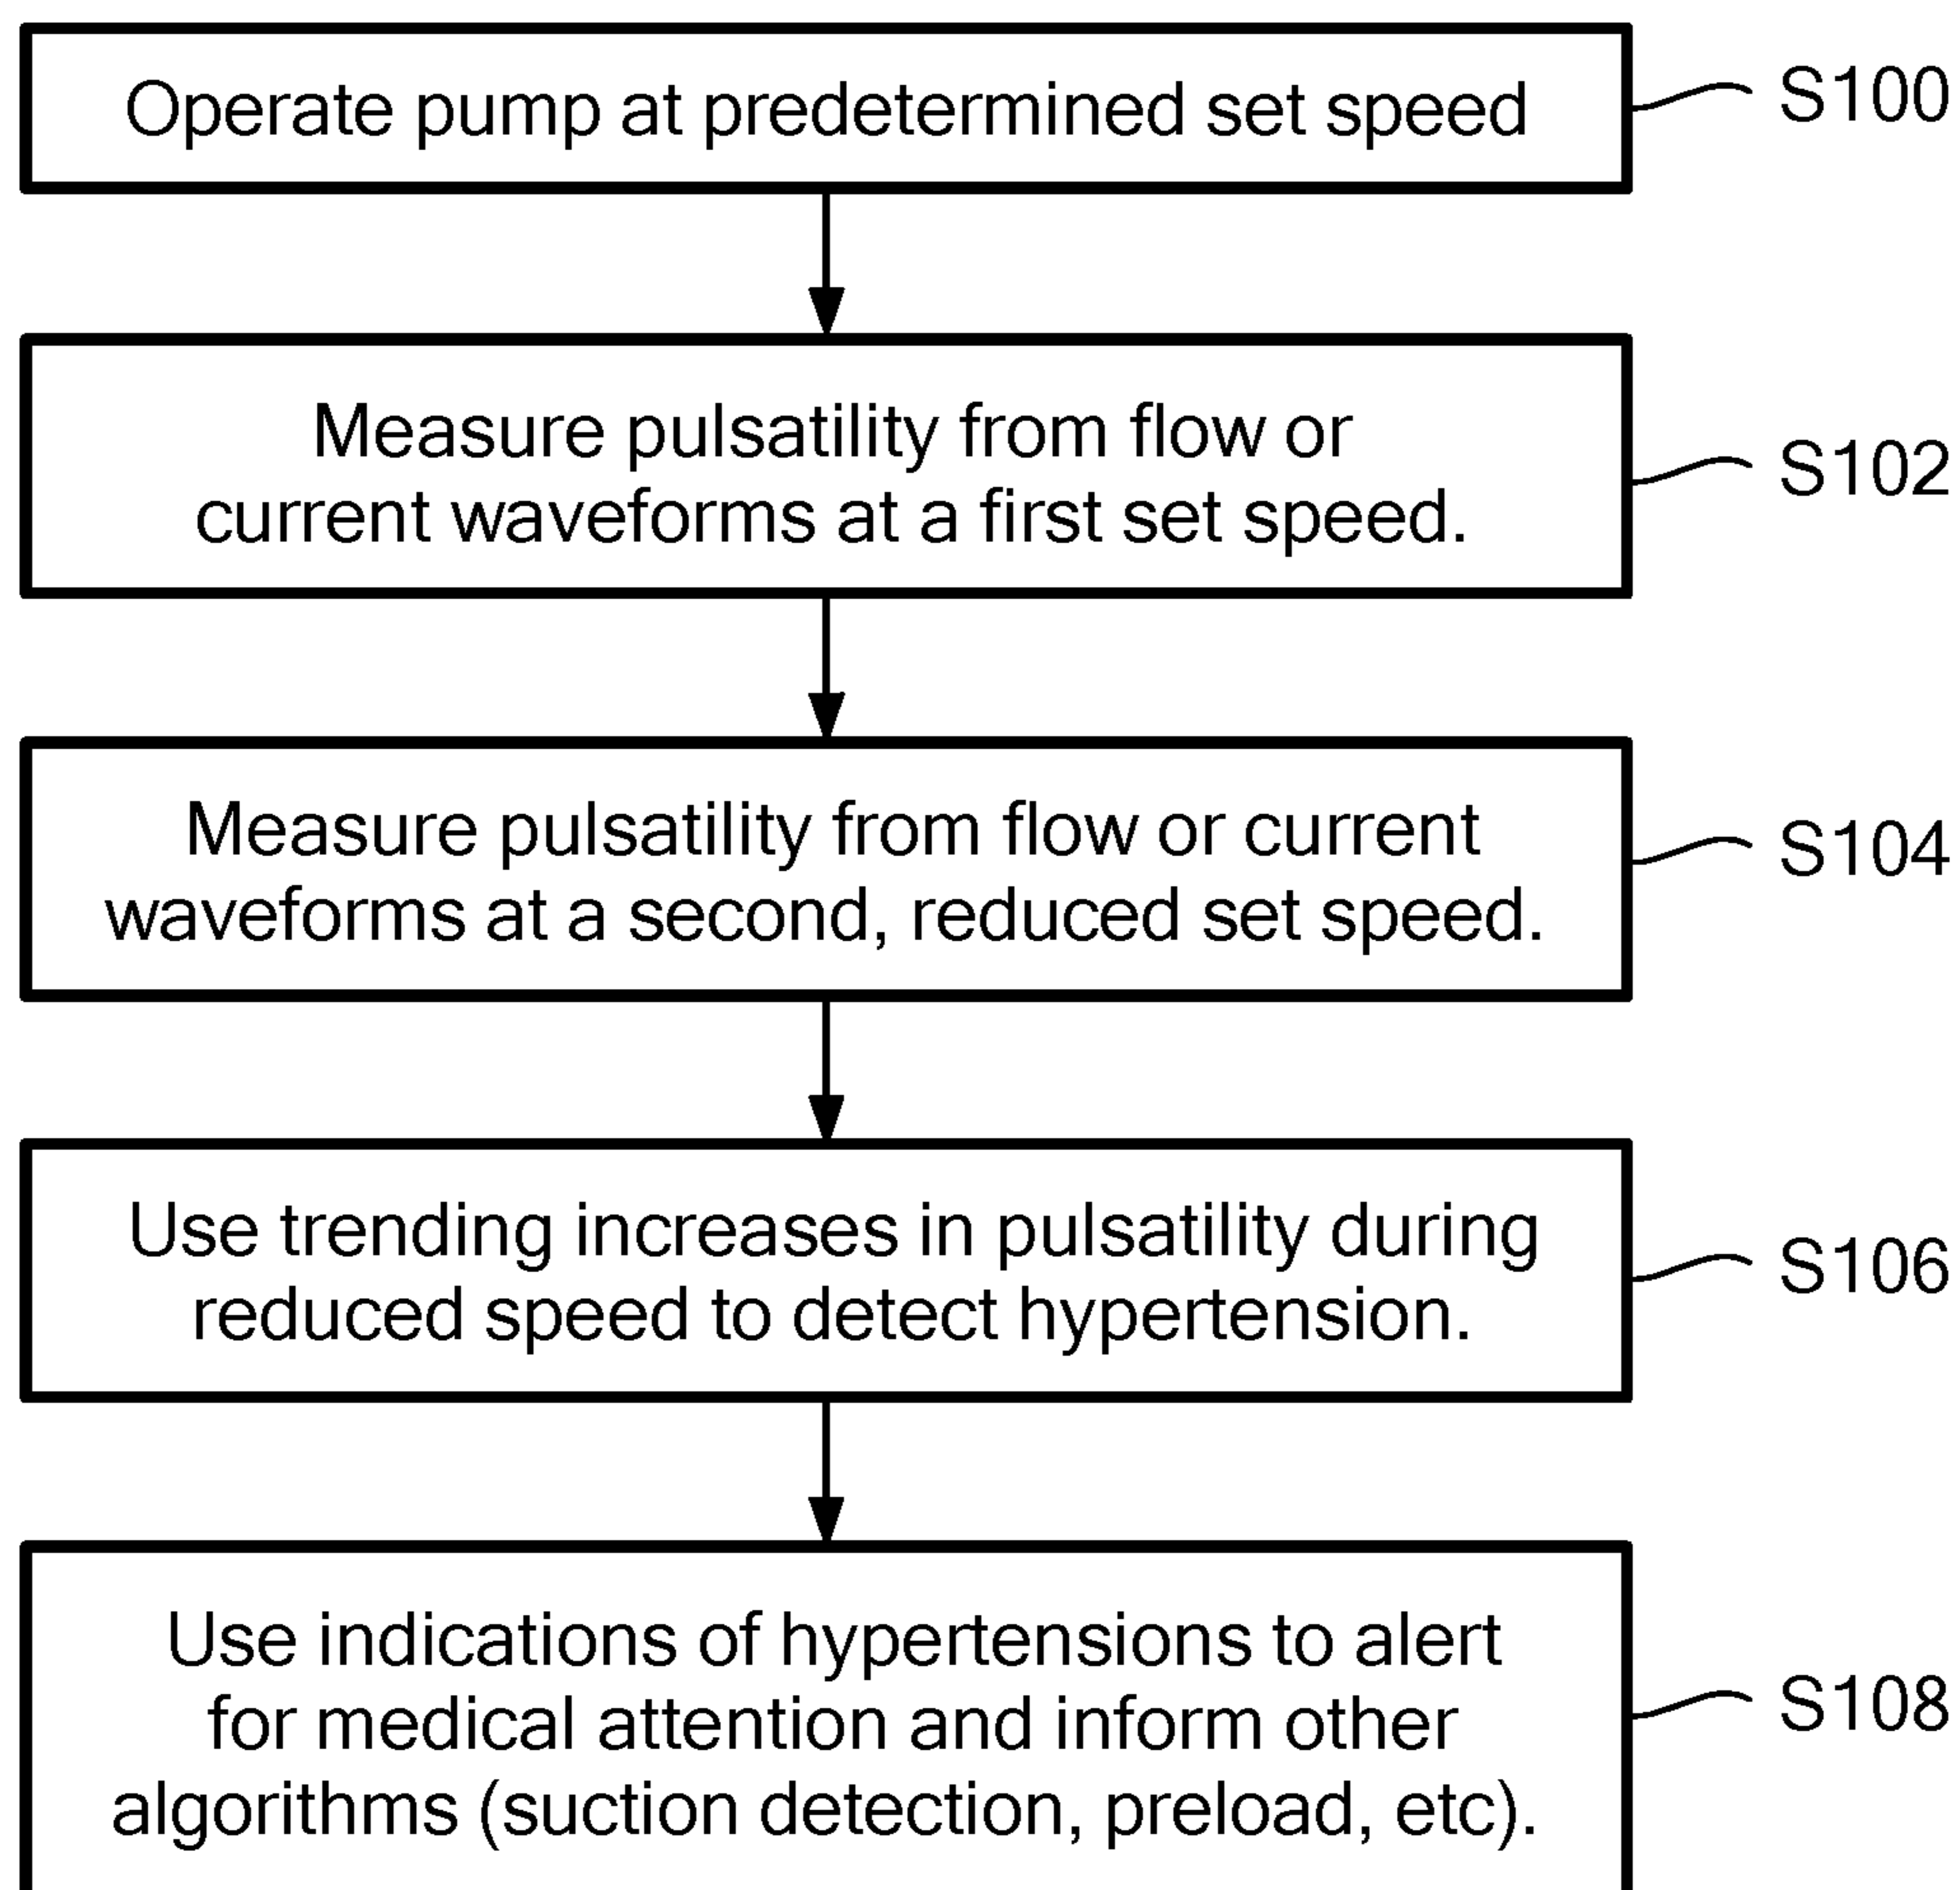 Operate pump at predetermined set speed
S100
Measure pulsatility from flow or
current waveforms at a first set speed.
S102
Measure pulsatility from flow or current
waveforms at a second, reduced set speed.
S104
Use trending increases in pulsatility during
reduced speed to detect hypertension.
S106
Use indications of hypertensions to alert
for medical attention and inform other
algorithms (suction detection, preload, etc).
S108